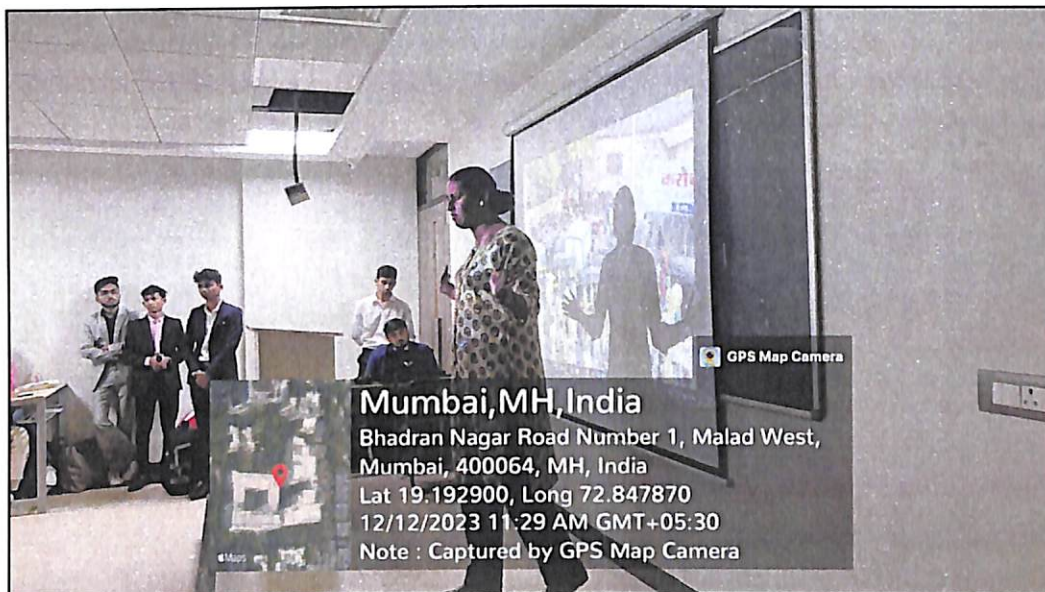 करो
GPS Map Camera
Mumbai,MH,India
Bhadran Nagar Road Number 1, Malad West,
Mumbai, 400064, MH, India
Lat 19.192900, Long 72.847870
12/12/2023 11:29 AM GMT+05:30
Note : Captured by GPS Map Camera
Maps